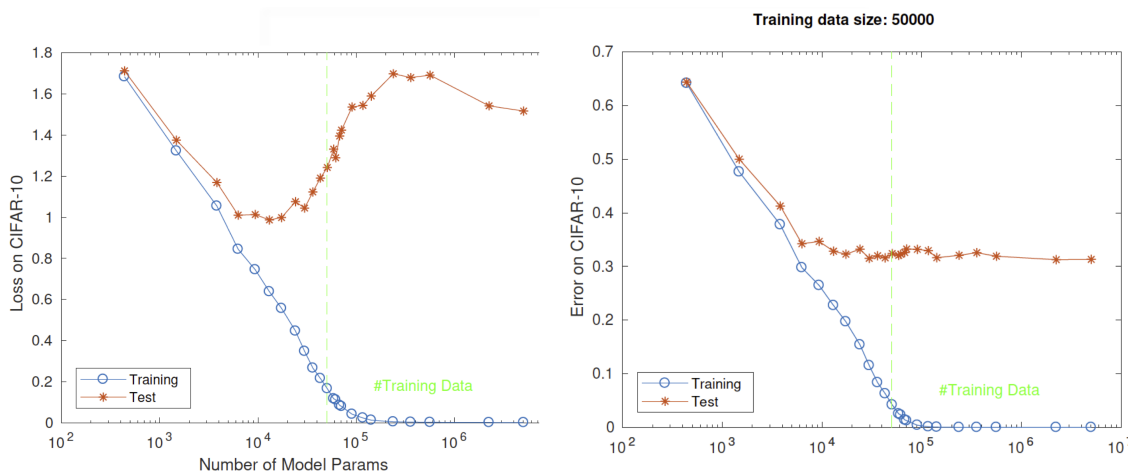 Training data size: 50000
1.8
1.6
1.4
1.2
1
0.8
0.6
0.4
0.2
0
Loss on CIFAR-10
Training
Test
#Training Data
10^2
10^3
10^4
10^5
10^6
Number of Model Params
0.7
0.6
0.5
0.4
0.3
0.2
0.1
0
Error on CIFAR-10
Training
Test
#Training Data
10^2
10^3
10^4
10^5
10^6
10^7